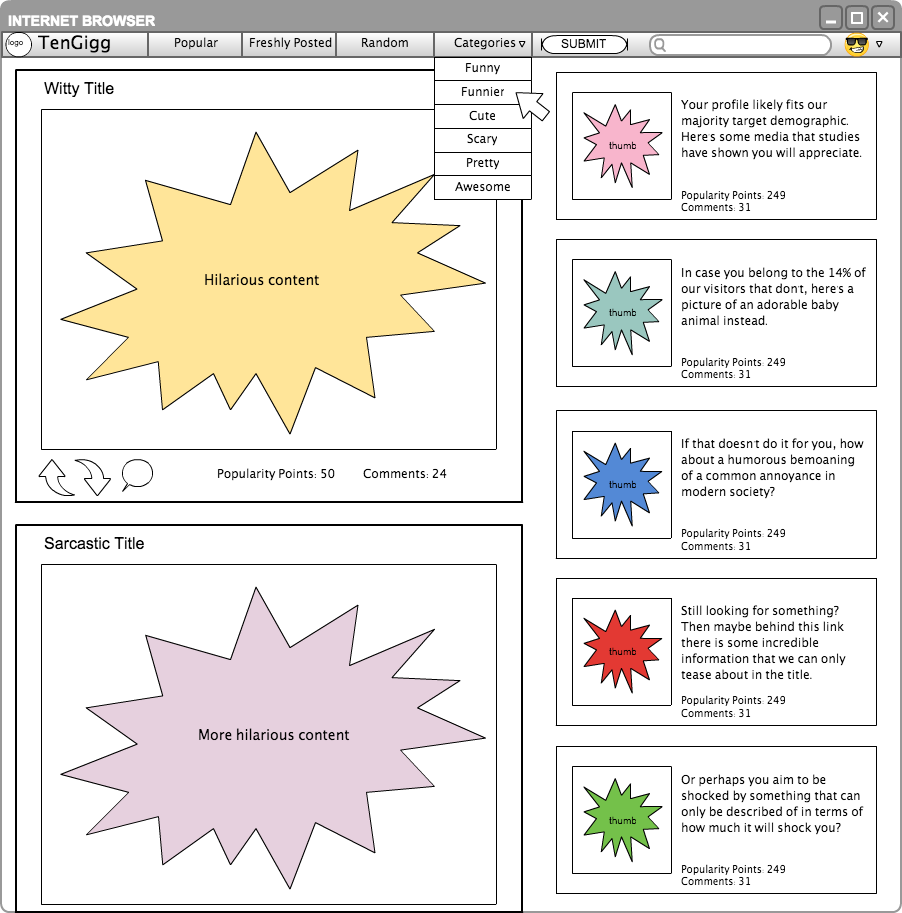 INTERNET BROWSER
logo
TenGigg
Popular
Freshly Posted
Random
Categories
SUBMIT
Funny
Funnier
Cute
Scary
Pretty
Awesome
Witty Title
Hilarious content
Popularity Points: 50
Comments: 24
Sarcastic Title
More hilarious content
thumb
Your profile likely fits our
majority target demographic.
Here's some media that studies
have shown you will appreciate.
Popularity Points: 249
Comments: 31
thumb
In case you belong to the 14% of
our visitors that don't, here's a
picture of an adorable baby
animal instead.
Popularity Points: 249
Comments: 31
thumb
If that doesn't do it for you, how
about a humorous bemoaning
of a common annoyance in
modern society?
Popularity Points: 249
Comments: 31
thumb
Still looking for something?
Then maybe behind this link
there is some incredible
information that we can only
tease about in the title.
Popularity Points: 249
Comments: 31
thumb
Or perhaps you aim to be
shocked by something that can
only be described of in terms of
how much it will shock you?
Popularity Points: 249
Comments: 31